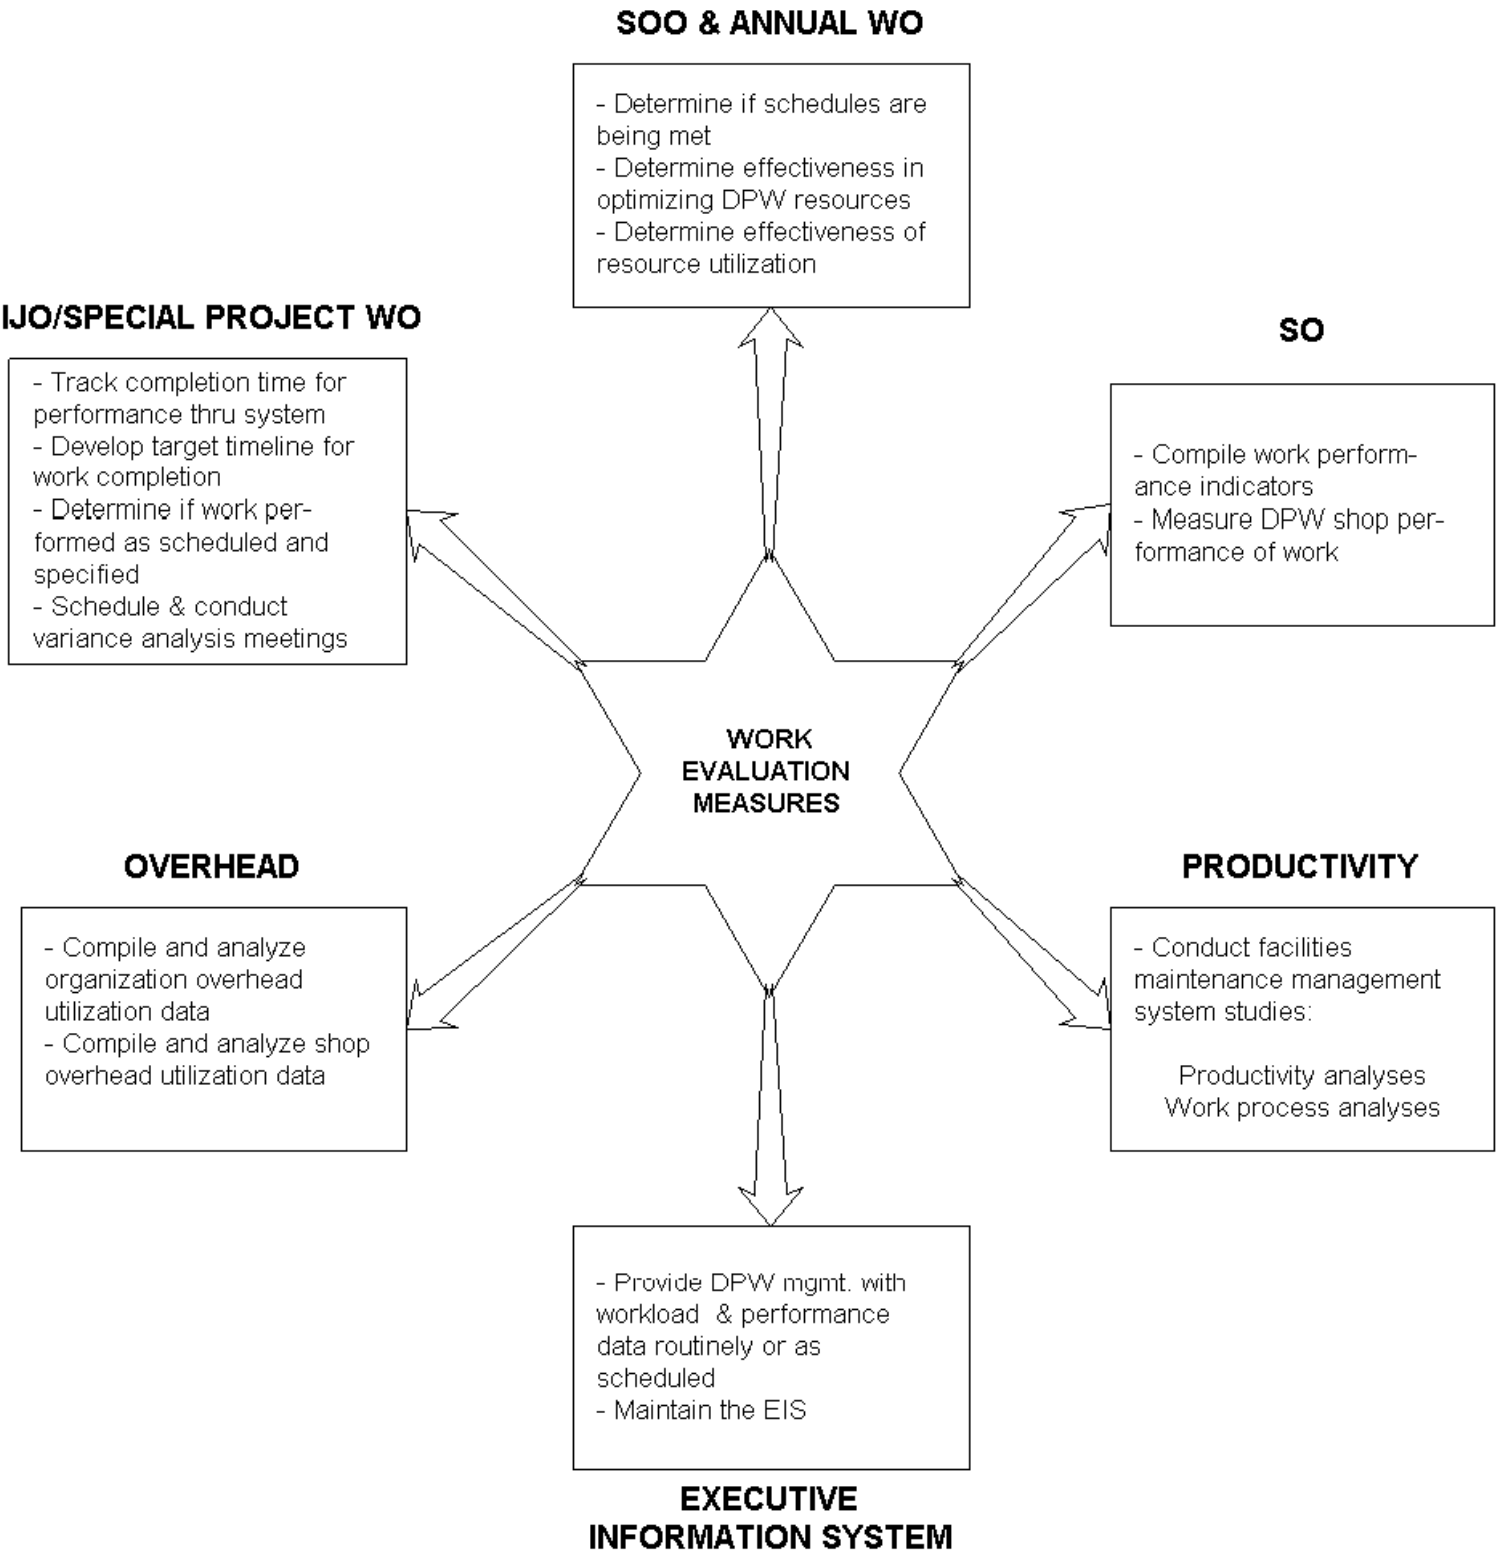 SOO & ANNUAL WO
- Determine if schedules are
being met
- Determine effectiveness in
optimizing DPW resources
- Determine effectiveness of
resource utilization
IJO/SPECIAL PROJECT WO
- Track completion time for
performance thru system
- Develop target timeline for
work completion
- Determine if work per-
formed as scheduled and
specified
- Schedule & conduct
variance analysis meetings
SO
- Compile work perform-
ance indicators
- Measure DPW shop per-
formance of work
WORK
EVALUATION
MEASURES
OVERHEAD
- Compile and analyze
organization overhead
utilization data
- Compile and analyze shop
overhead utilization data
PRODUCTIVITY
- Conduct facilities
maintenance management
system studies:
Productivity analyses
Work process analyses
- Provide DPW mgmt. with
workload & performance
data routinely or as
scheduled
- Maintain the EIS
EXECUTIVE
INFORMATION SYSTEM